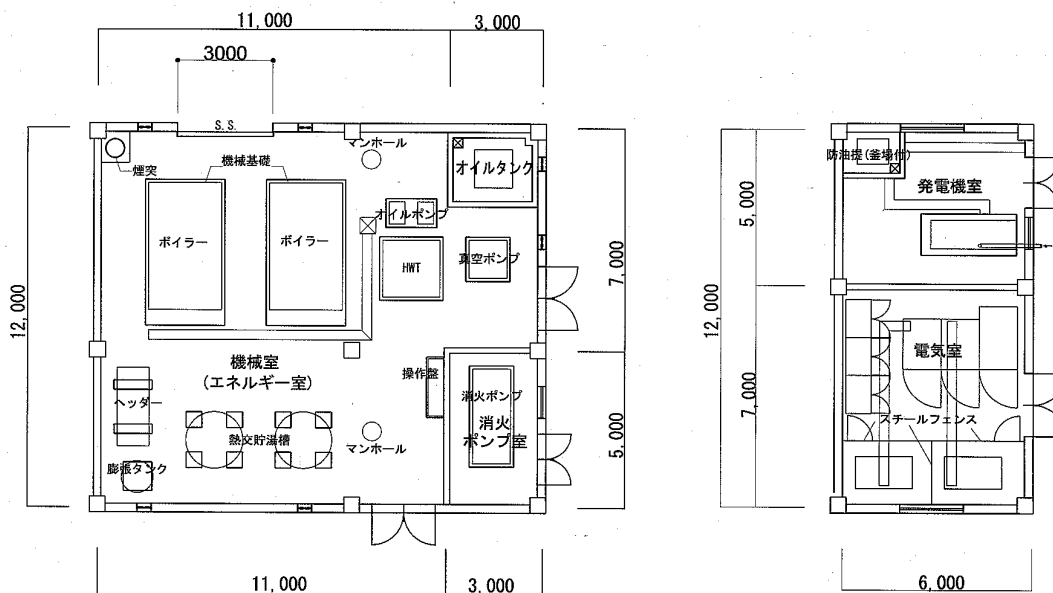 11,000
3,000
3000
S.S.
マンホール
煙突
機械基礎
オイルタンク
防油提(釜場付)
発電機室
5,000
オイルポンプ
ボイラー
ボイラー
HWT
真空ポンプ
7,000
12,000
12,000
機械室
(エネルギー室)
操作盤
電気室
ヘッダー
消火ポンプ
消火
ポンプ室
7,000
スチールフェンス
熱交貯湯槽
マンホール
5,000
膨張タンク
11,000
3,000
6,000